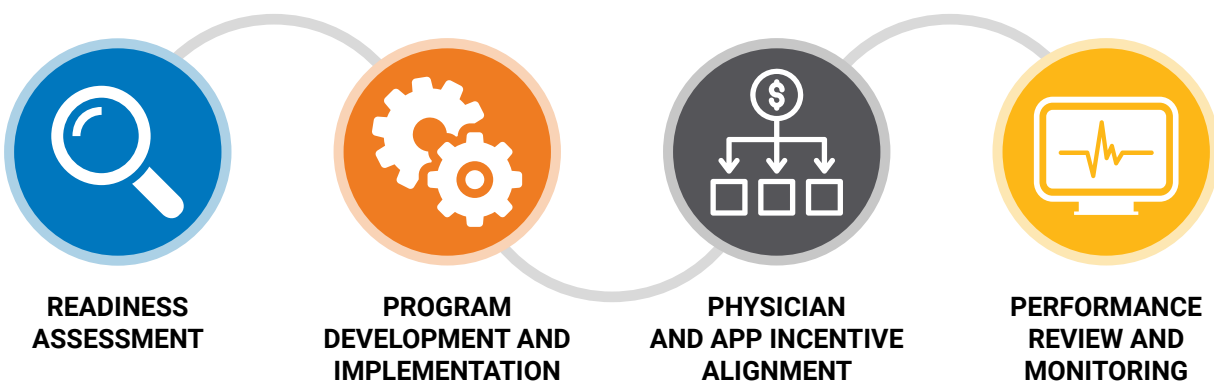 $
READINESS
ASSESSMENT
PROGRAM
DEVELOPMENT AND
IMPLEMENTATION
PHYSICIAN
AND APP INCENTIVE
ALIGNMENT
PERFORMANCE
REVIEW AND
MONITORING